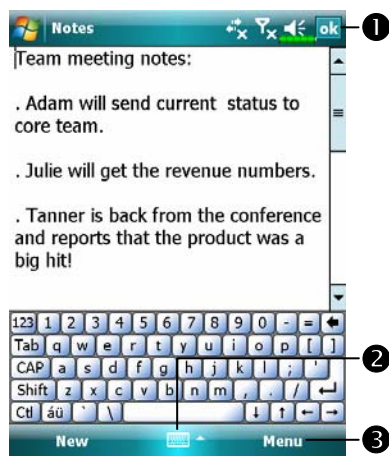 Notes
ok
1
Team meeting notes:
. Adam will send current status to
core team.
. Julie will get the revenue numbers.
. Tanner is back from the conference
and reports that the product was a
big hit!
123 1 2 3 4 5 6 7 8 9 0 - =
Tab q w e r t y u i o p [ ]
CAP a s d f g h j k l ; '
Shift z x c v b n m , . /
Ctl áü ` \
2
New
Menu
3